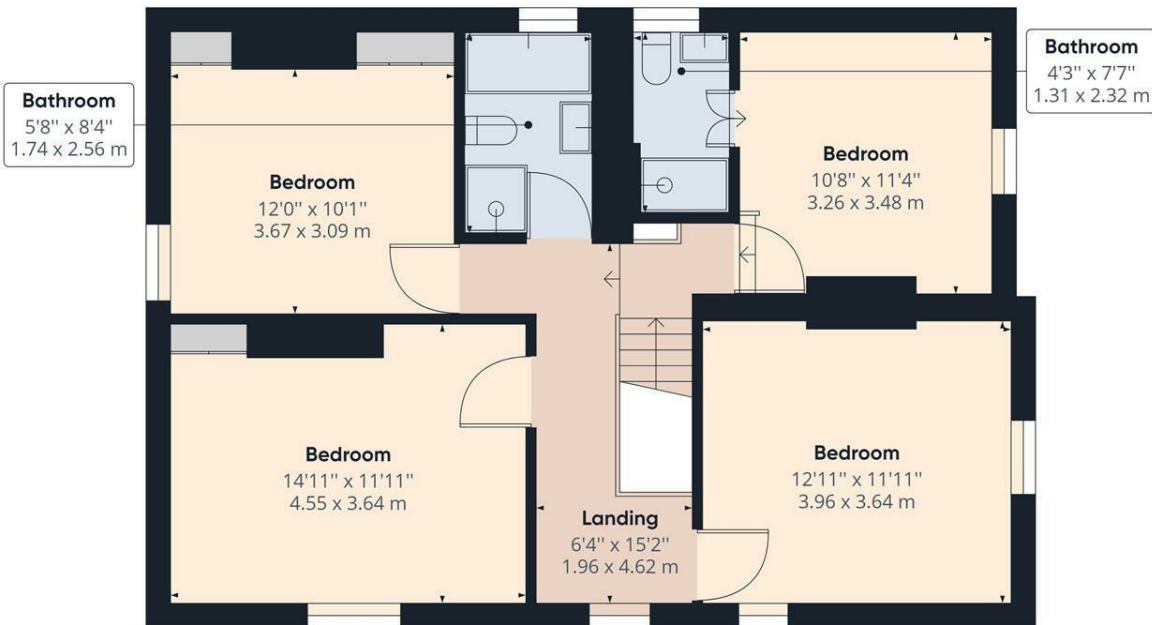 Bathroom
5'8" x 8'4"
1.74 x 2.56 m
Bedroom
12'0" x 10'1"
3.67 x 3.09 m
Bathroom
4'3" x 7'7"
1.31 x 2.32 m
Bedroom
10'8" x 11'4"
3.26 x 3.48 m
Bedroom
14'11" x 11'11"
4.55 x 3.64 m
Landing
6'4" x 15'2"
1.96 x 4.62 m
Bedroom
12'11" x 11'11"
3.96 x 3.64 m